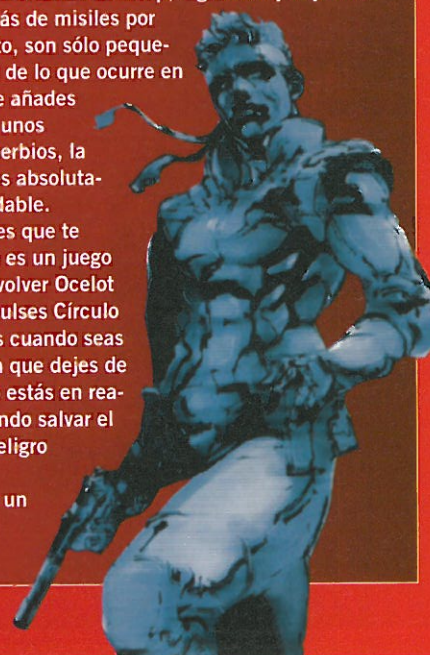 ás de misiles por
to, son sólo peque-
de lo que ocurre en
e añades
unos
erbios, la
s absoluta-
dable.
es que te
es un juego
volver Ocelot
ulses Círculo
s cuando seas
que dejes de
estás en rea-
ndo salvar el
eligro
un